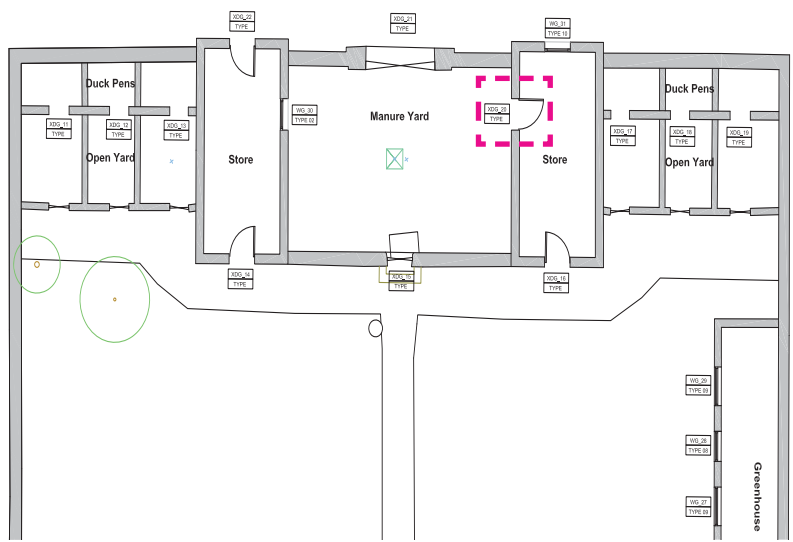 XDG_22
TYPE
XDG_21
TYPE
WG_31
TYPE 10
Duck Pens
Duck Pens
WG_30
TYPE 02
Manure Yard
XDG_20
TYPE
XDG_11
TYPE
XDG_12
TYPE
XDG_13
TYPE
XDG_17
TYPE
XDG_18
TYPE
XDG_19
TYPE
Open Yard
Store
Store
Open Yard
XDG_14
TYPE
XDG_15
TYPE
XDG_16
TYPE
WG_29
TYPE 09
WG_28
TYPE 08
WG_27
TYPE 09
Greenhouse